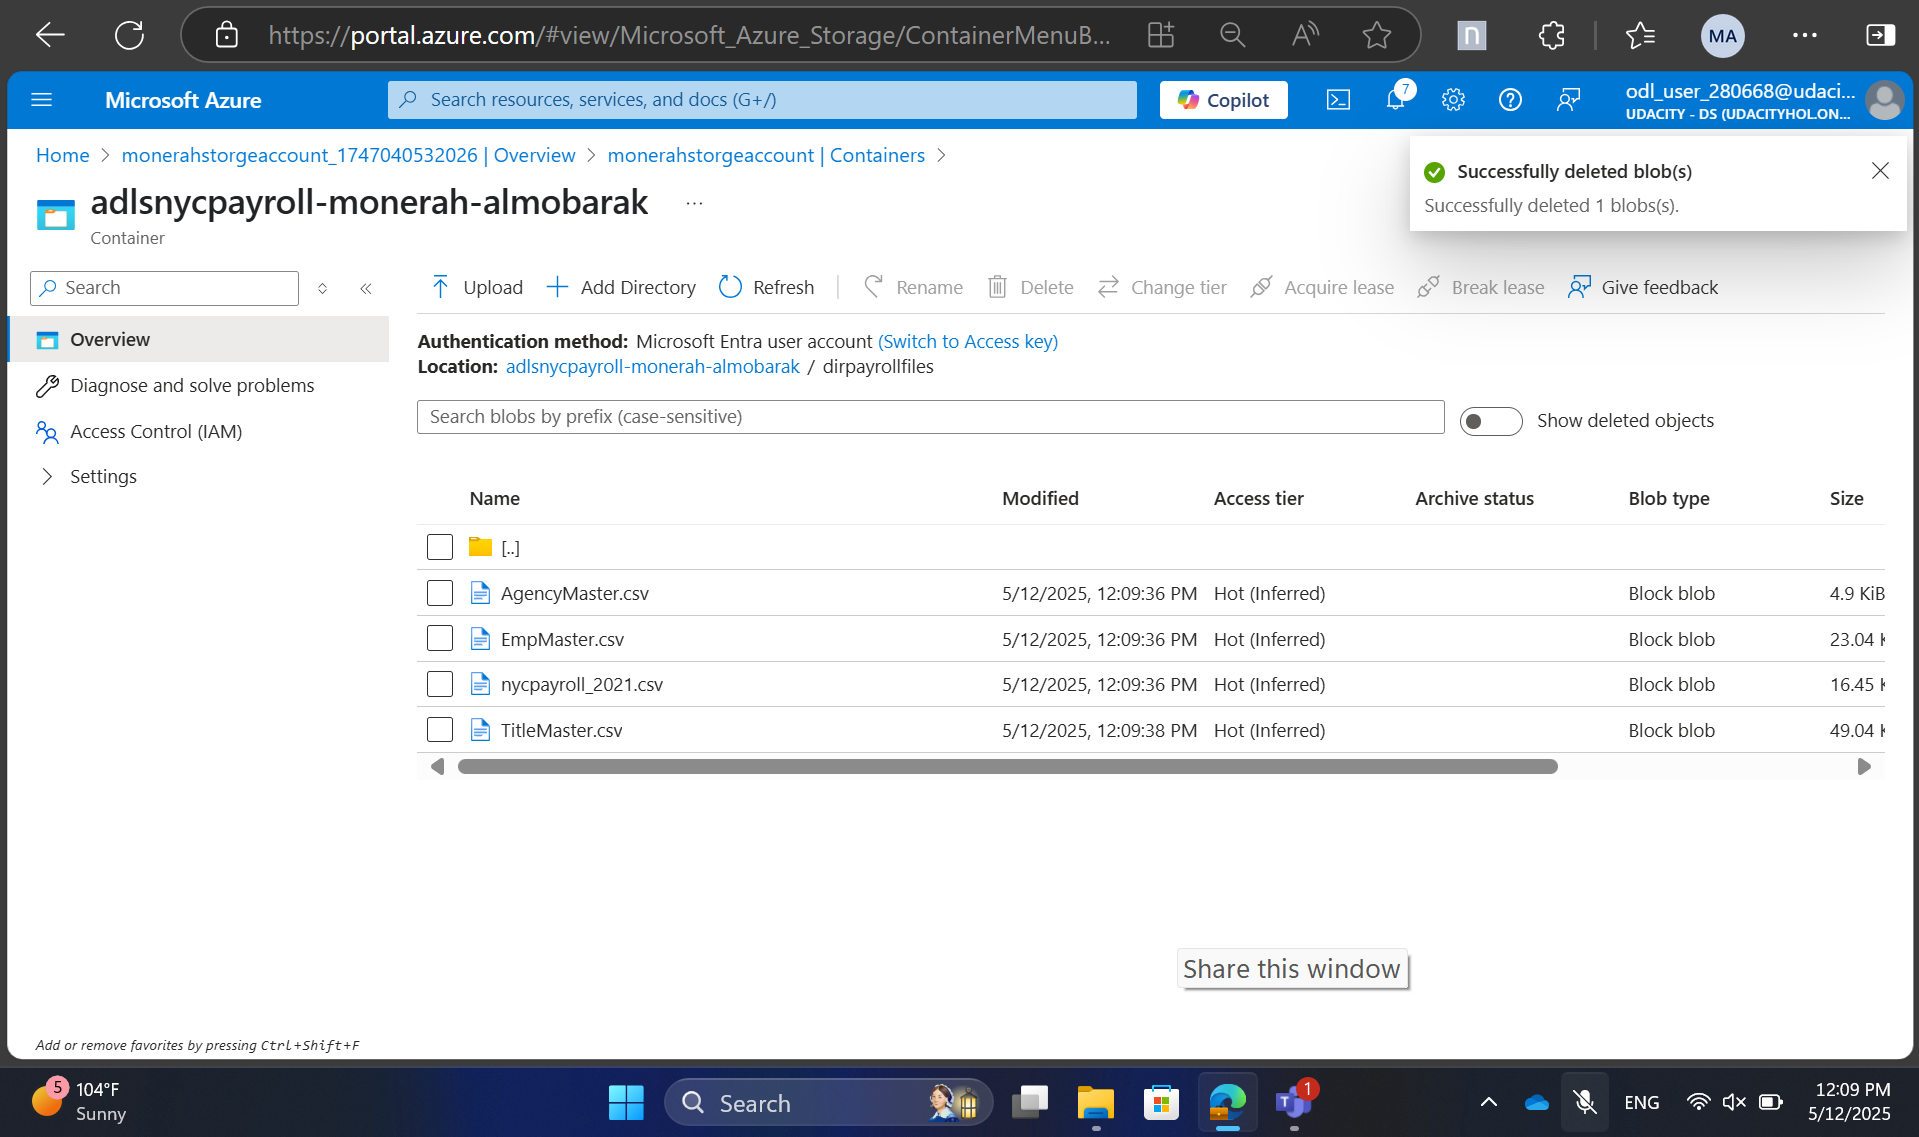 https://portal.azure.com/#view/Microsoft_Azure_Storage/ContainerMenuB...
MA
Microsoft Azure
Search resources, services, and docs (G+/)
Copilot
7
odl_user_280668@udaci...
UDACITY - DS (UDACITYHOL.ON...
Home > monerahstorgeaccount_1747040532026 | Overview > monerahstorgeaccount | Containers >
Successfully deleted blob(s)
Successfully deleted 1 blobs(s).
adlsnycpayroll-monerah-almobarak ...
Container
Search
Upload
Add Directory
Refresh
Rename
Delete
Change tier
Acquire lease
Break lease
Give feedback
Overview
Diagnose and solve problems
Access Control (IAM)
Settings
Authentication method: Microsoft Entra user account (Switch to Access key)
Location: adlsnycpayroll-monerah-almobarak / dirpayrollfiles
Search blobs by prefix (case-sensitive)
Show deleted objects
Name Modified Access tier Archive status Blob type Size
[..]
AgencyMaster.csv 5/12/2025, 12:09:36 PM Hot (Inferred) Block blob 4.9 KiB
EmpMaster.csv 5/12/2025, 12:09:36 PM Hot (Inferred) Block blob 23.04 K
nycpayroll_2021.csv 5/12/2025, 12:09:36 PM Hot (Inferred) Block blob 16.45 K
TitleMaster.csv 5/12/2025, 12:09:38 PM Hot (Inferred) Block blob 49.04 K
Share this window
Add or remove favorites by pressing Ctrl+Shift+F
5
104°F
Sunny
Search
1
ENG
12:09 PM
5/12/2025